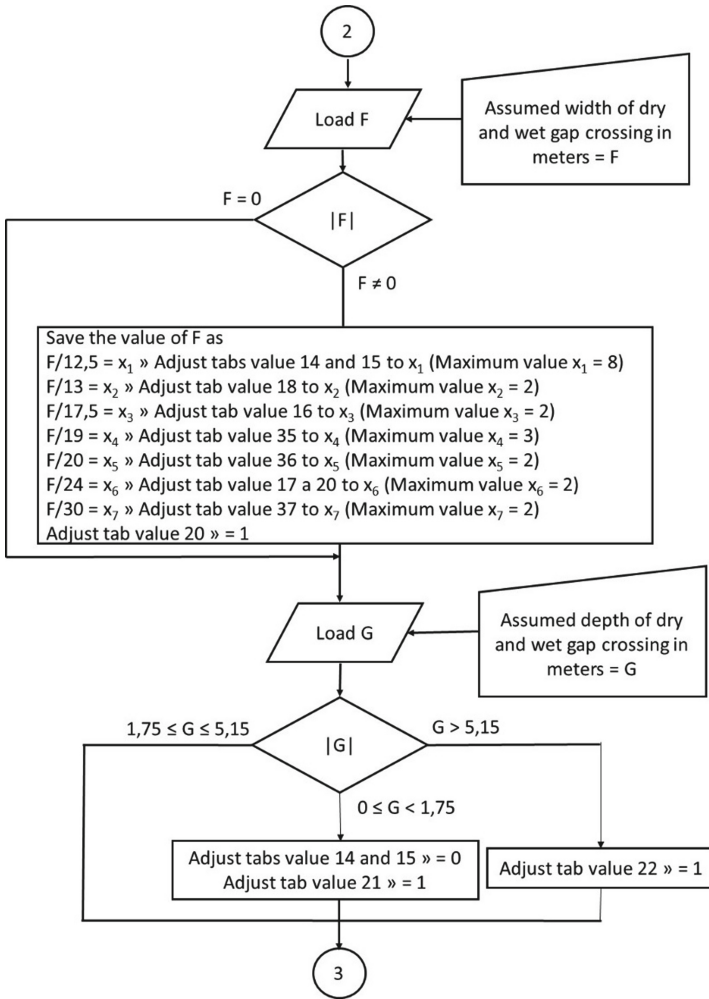 2
Load F
Assumed width of dry
and wet gap crossing in
meters = F
F = 0
|F|
F ≠ 0
Save the value of F as
F/12,5 = x₁ » Adjust tabs value 14 and 15 to x₁ (Maximum value x₁ = 8)
F/13 = x₂ » Adjust tab value 18 to x₂ (Maximum value x₂ = 2)
F/17,5 = x₃ » Adjust tab value 16 to x₃ (Maximum value x₃ = 2)
F/19 = x₄ » Adjust tab value 35 to x₄ (Maximum value x₄ = 3)
F/20 = x₅ » Adjust tab value 36 to x₅ (Maximum value x₅ = 2)
F/24 = x₆ » Adjust tab value 17 a 20 to x₆ (Maximum value x₆ = 2)
F/30 = x₇ » Adjust tab value 37 to x₇ (Maximum value x₇ = 2)
Adjust tab value 20 » = 1
Load G
Assumed depth of dry
and wet gap crossing in
meters = G
1,75 ≤ G ≤ 5,15
|G|
G > 5,15
0 ≤ G < 1,75
Adjust tabs value 14 and 15 » = 0
Adjust tab value 21 » = 1
Adjust tab value 22 » = 1
3